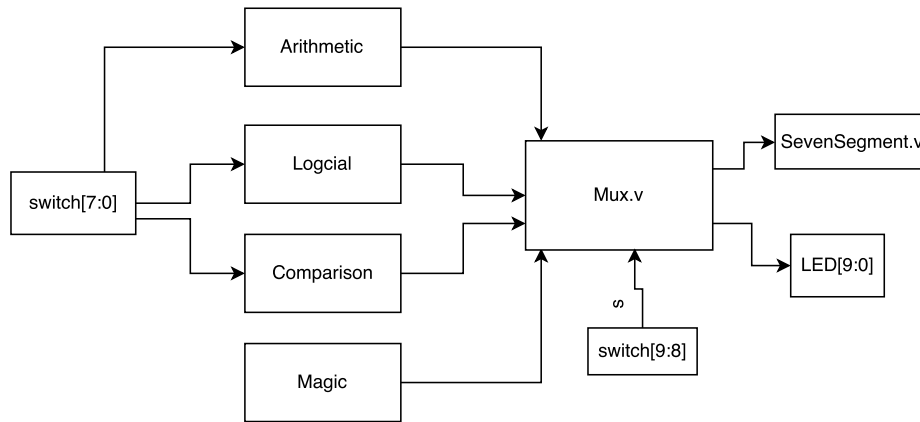 Arithmetic
SevenSegment.v
Logcial
Mux.v
switch[7:0]
LED[9:0]
Comparison
s
switch[9:8]
Magic